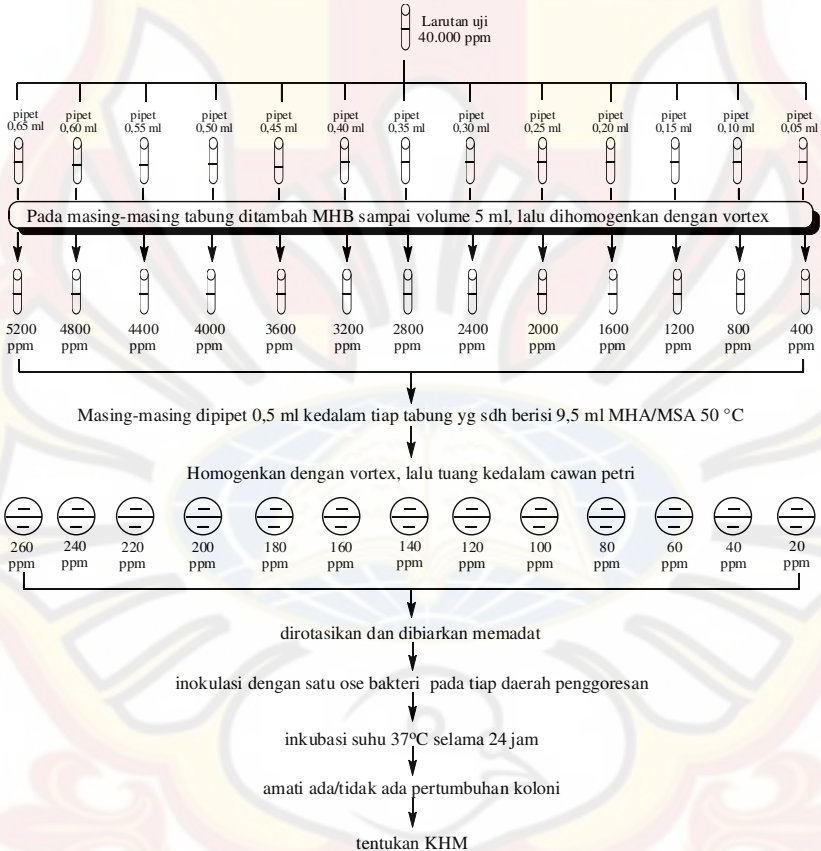 Larutan uji
40.000 ppm
pipet pipet pipet pipet pipet pipet pipet pipet pipet pipet pipet pipet pipet
0,65 ml 0,60 ml 0,55 ml 0,50 ml 0,45 ml 0,40 ml 0,35 ml 0,30 ml 0,25 ml 0,20 ml 0,15 ml 0,10 ml 0,05 ml
Pada masing-masing tabung ditambah MHB sampai volume 5 ml, lalu dihomogenkan dengan vortex
5200 4800 4400 4000 3600 3200 2800 2400 2000 1600 1200 800 400
ppm ppm ppm ppm ppm ppm ppm ppm ppm ppm ppm ppm ppm
Masing-masing dipipet 0,5 ml kedalam tiap tabung yg sdh berisi 9,5 ml MHA/MSA 50 °C
Homogenkan dengan vortex, lalu tuang kedalam cawan petri
260 240 220 200 180 160 140 120 100 80 60 40 20
ppm ppm ppm ppm ppm ppm ppm ppm ppm ppm ppm ppm ppm
dirotasikan dan dibiarkan memadat
inokulasi dengan satu ose bakteri pada tiap daerah penggoresan
inkubasi suhu 37°C selama 24 jam
amati ada/tidak ada pertumbuhan koloni
tentukan KHM